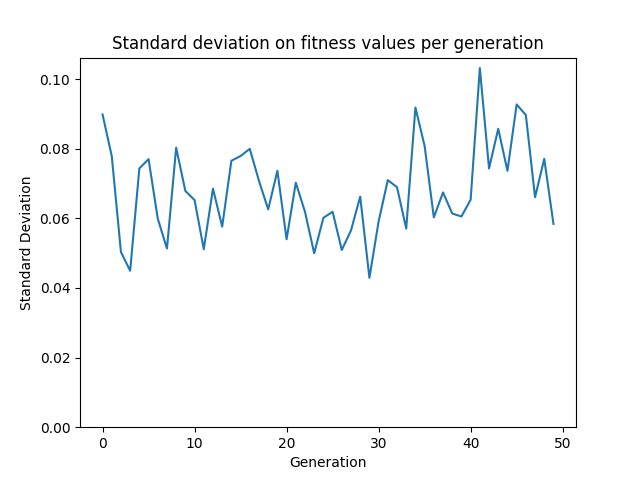 Standard deviation on fitness values per generation
0.10
0.08
0.06
0.04
0.02
0.00
Standard Deviation
0 10 20 30 40 50
Generation